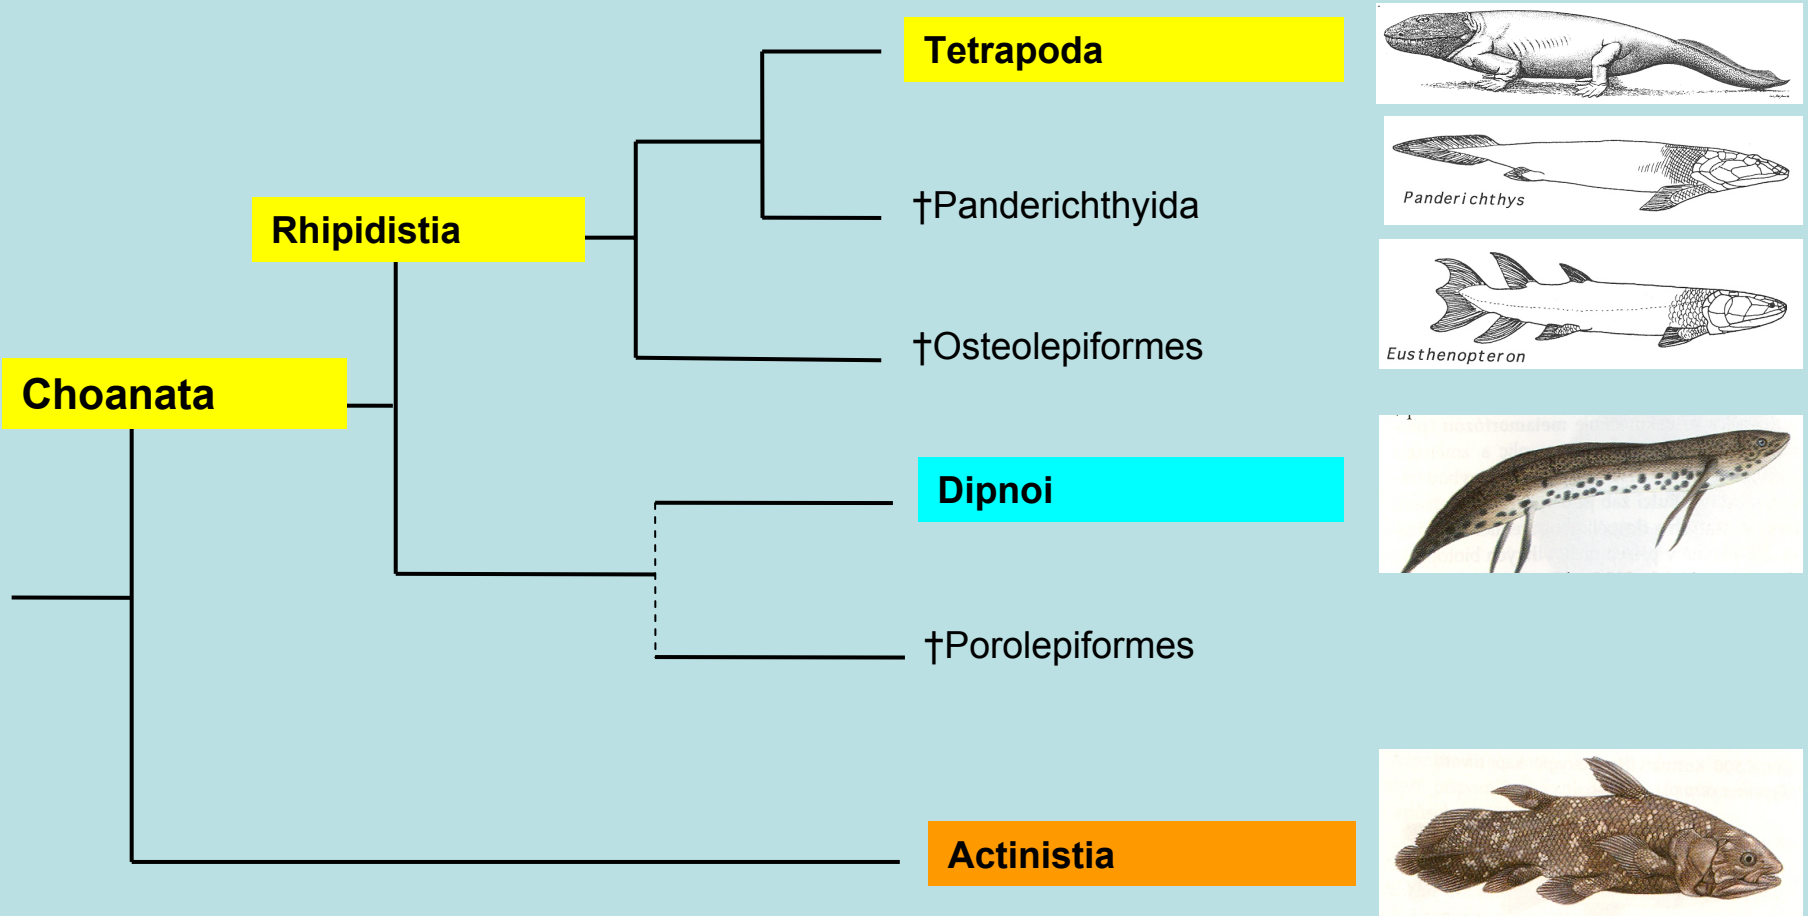 Tetrapoda
†Panderichthyida
Panderichthys
Rhipidistia
†Osteolepiformes
Eusthenopteron
Choanata
Dipnoi
†Porolepiformes
Actinistia